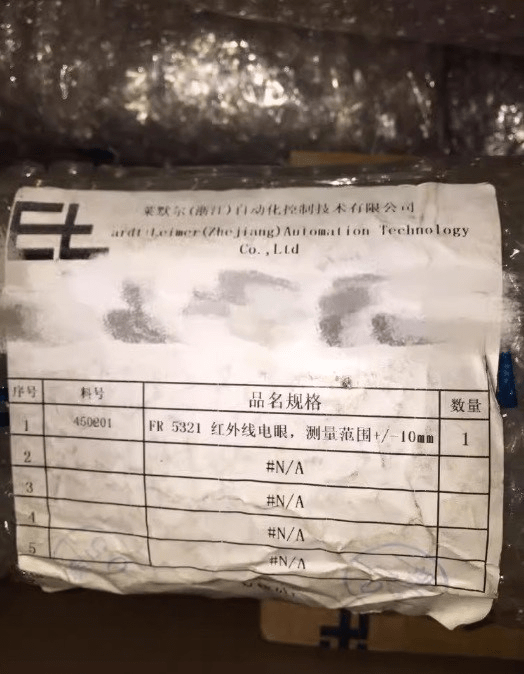 莱默尔(浙江)自动化控制技术有限公司
ardt Leimer(Zhejiang)Automation Technology
Co.,Ltd
序号 料号 品名规格 数量
1 450201 FR 5321 红外线电眼, 测量范围+/-10mm 1
2 #N/A
3 #N/A
4 #N/A
5 #N/A